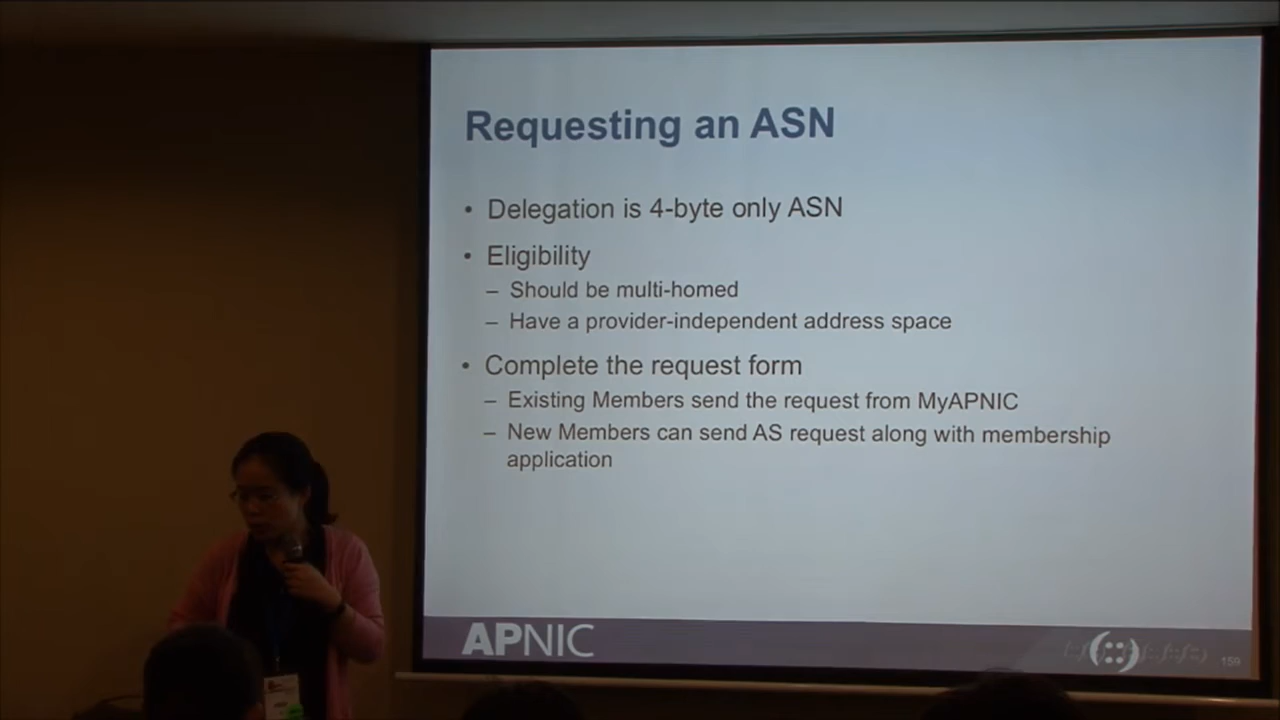 Requesting an ASN
• Delegation is 4-byte only ASN
• Eligibility
– Should be multi-homed
– Have a provider-independent address space
• Complete the request form
– Existing Members send the request from MyAPNIC
– New Members can send AS request along with membership
application
APNIC
159